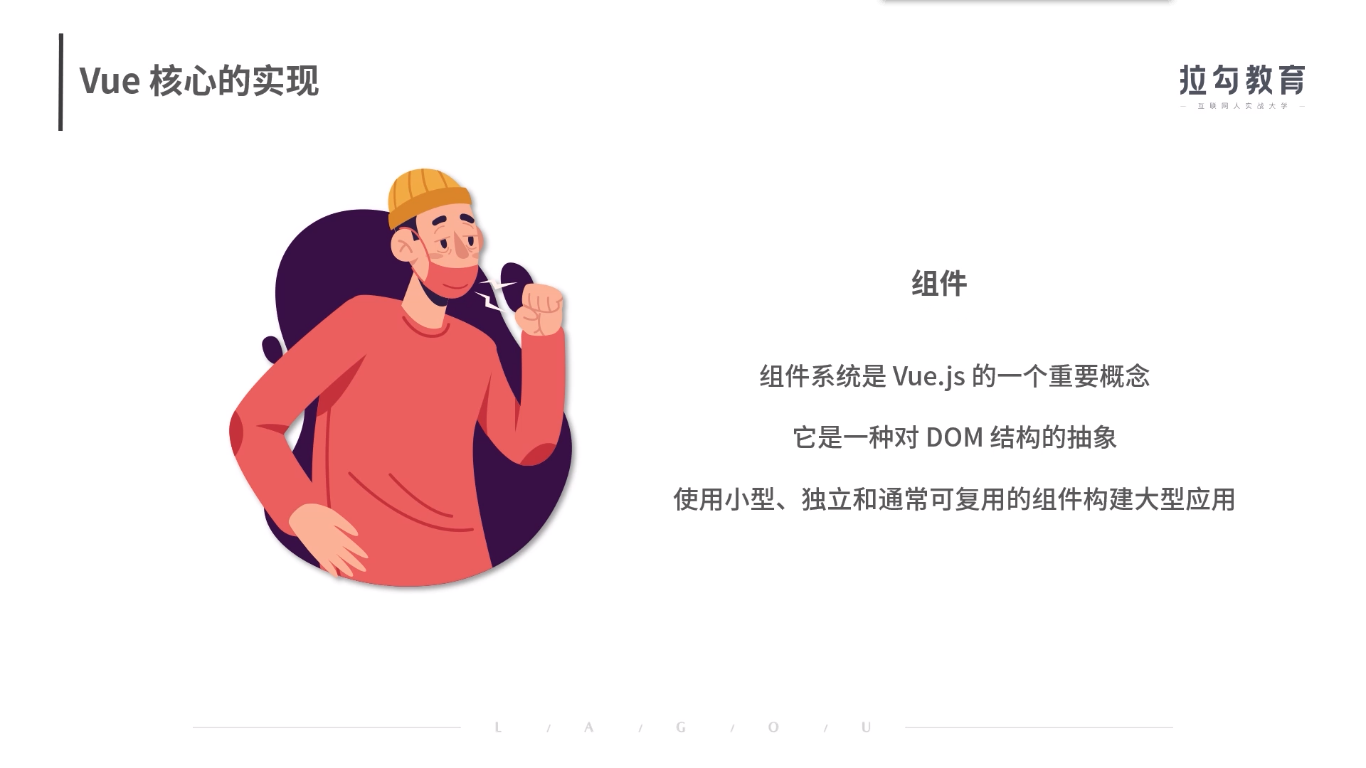 Vue 核心的实现
拉勾教育
互联网人实战大学
组件
组件系统是 Vue.js 的一个重要概念
它是一种对 DOM 结构的抽象
使用小型、独立和通常可复用的组件构建大型应用
L / A / G / O / U